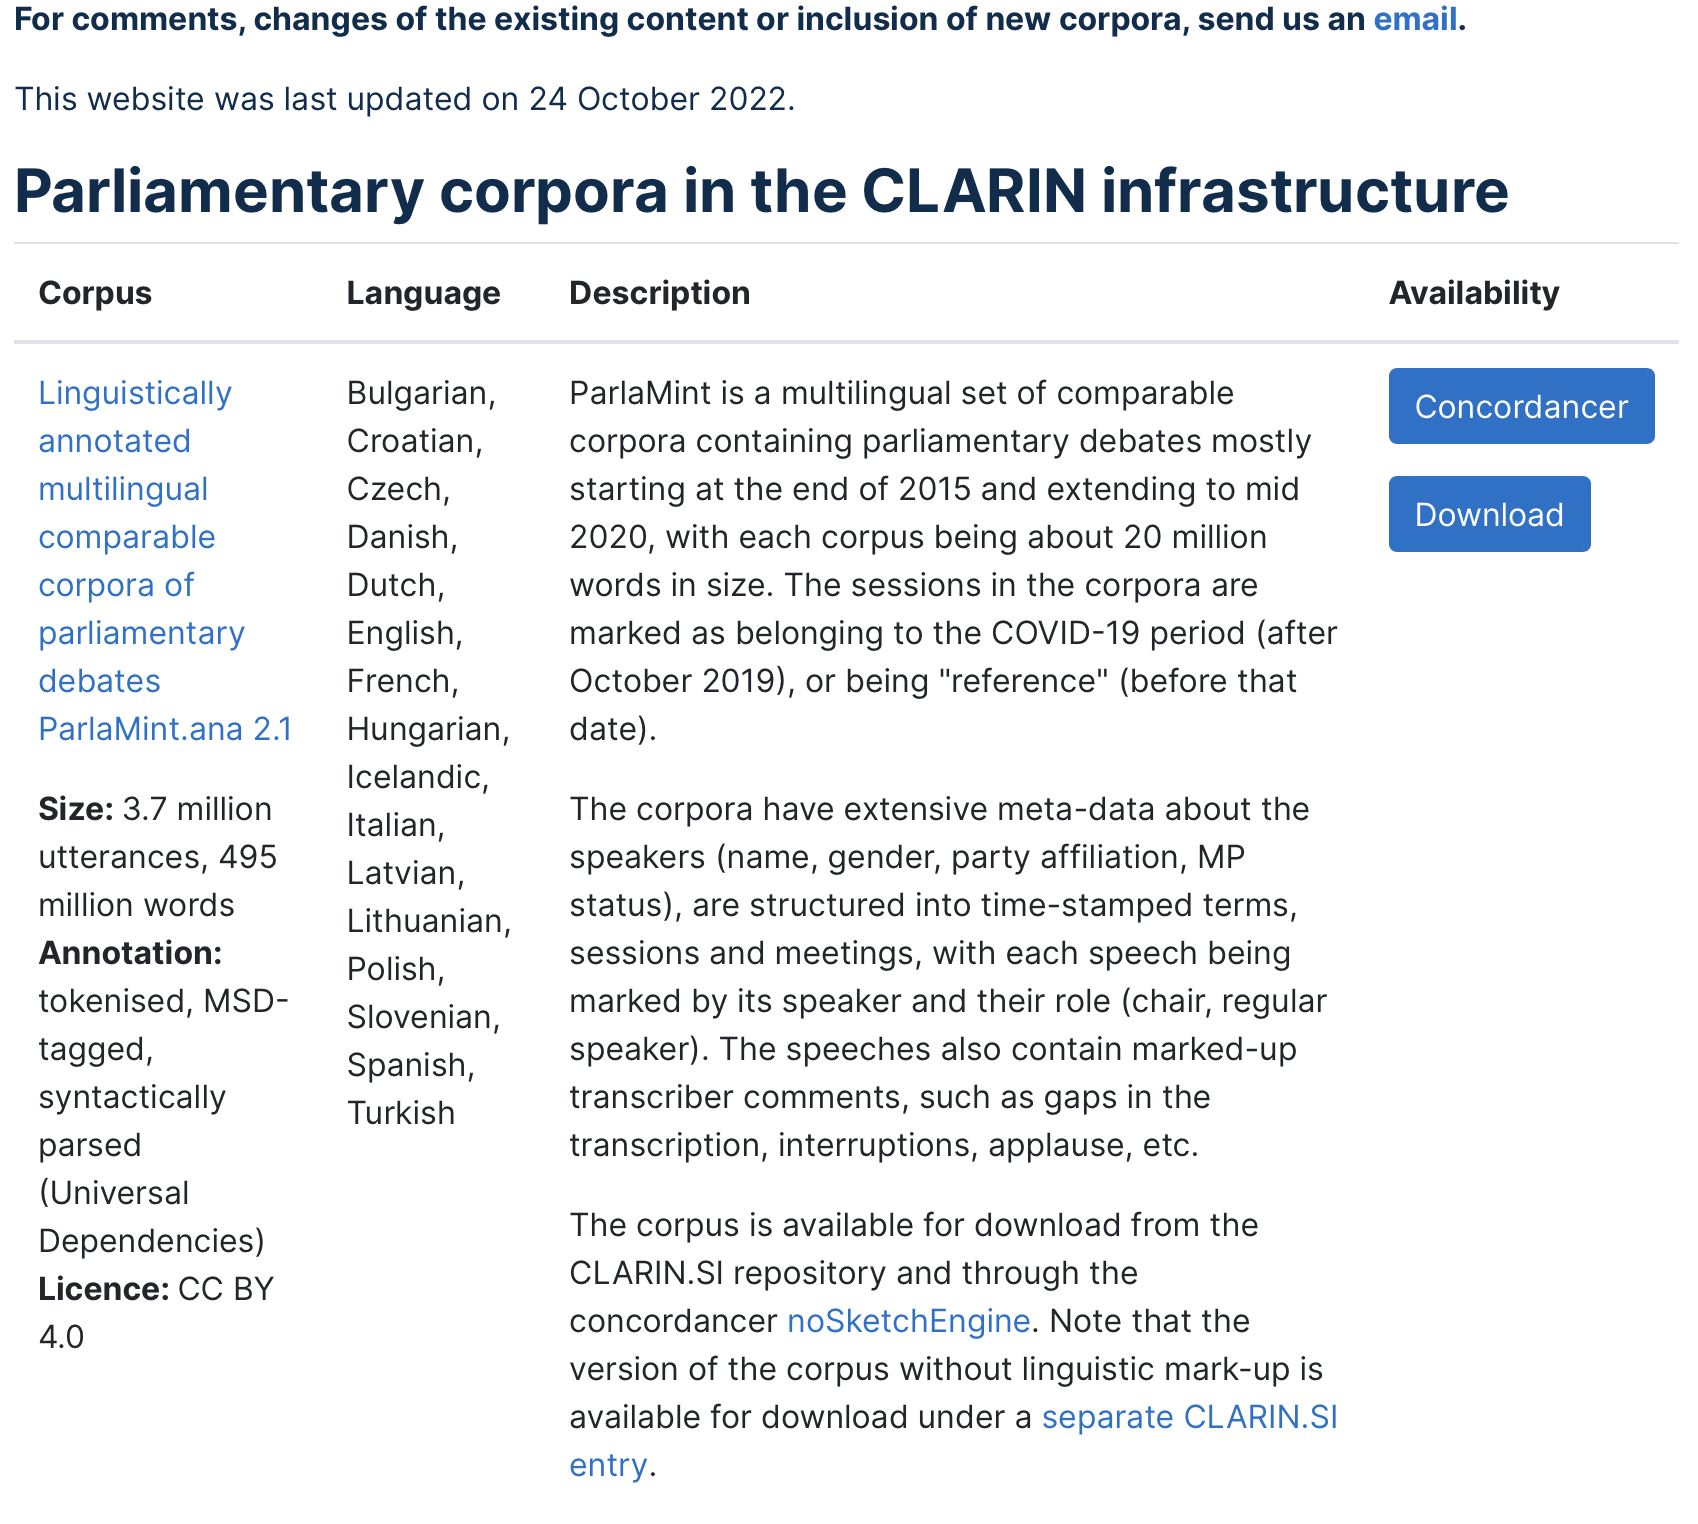 For comments, changes of the existing content or inclusion of new corpora, send us an email.
This website was last updated on 24 October 2022.
Parliamentary corpora in the CLARIN infrastructure
Corpus
Language
Description
Availability
Linguistically
annotated
multilingual
comparable
corpora of
parliamentary
debates
ParlaMint.ana 2.1
Size: 3.7 million
utterances, 495
million words
Annotation:
tokenised, MSD-
tagged,
syntactically
parsed
(Universal
Dependencies)
Licence: CC BY
4.0
Bulgarian,
Croatian,
Czech,
Danish,
Dutch,
English,
French,
Hungarian,
Icelandic,
Italian,
Latvian,
Lithuanian,
Polish,
Slovenian,
Spanish,
Turkish
ParlaMint is a multilingual set of comparable
corpora containing parliamentary debates mostly
starting at the end of 2015 and extending to mid
2020, with each corpus being about 20 million
words in size. The sessions in the corpora are
marked as belonging to the COVID-19 period (after
October 2019), or being "reference" (before that
date).
The corpora have extensive meta-data about the
speakers (name, gender, party affiliation, MP
status), are structured into time-stamped terms,
sessions and meetings, with each speech being
marked by its speaker and their role (chair, regular
speaker). The speeches also contain marked-up
transcriber comments, such as gaps in the
transcription, interruptions, applause, etc.
The corpus is available for download from the
CLARIN.SI repository and through the
concordancer noSketchEngine. Note that the
version of the corpus without linguistic mark-up is
available for download under a separate CLARIN.SI
entry.
Concordancer
Download